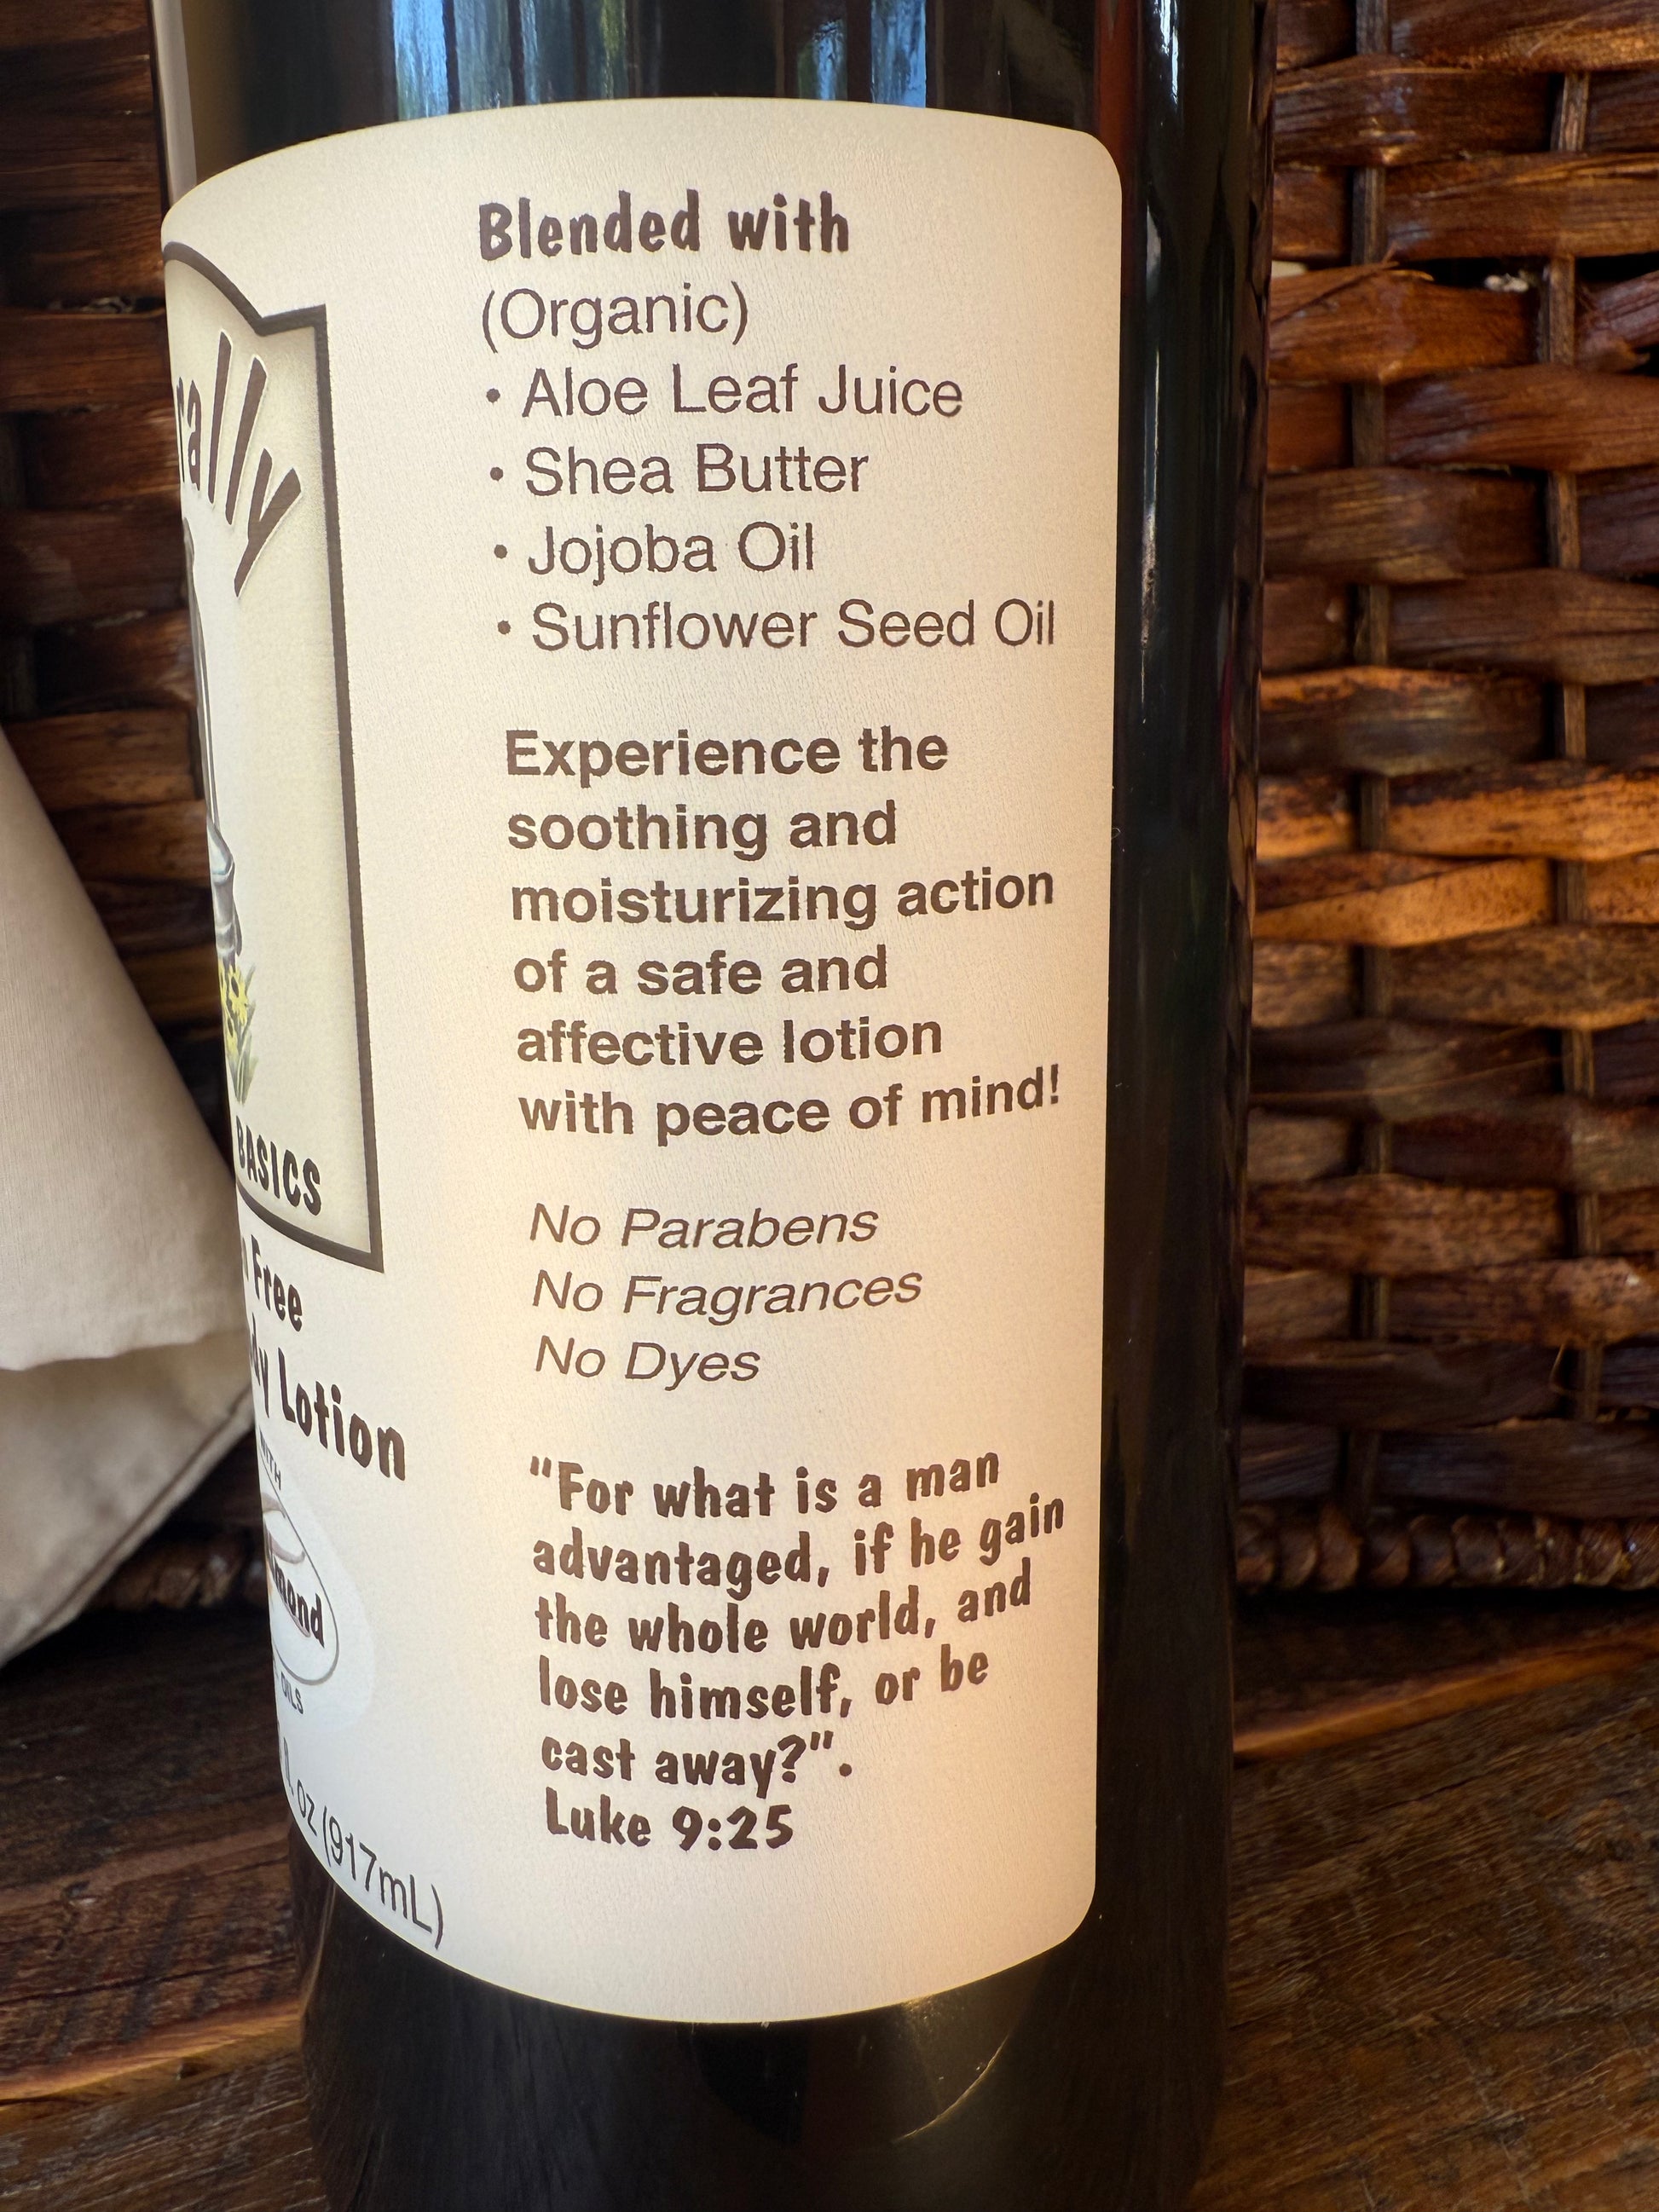 BASICS
Free
Lotion
OILS
oz (917mL)
Blended with
(Organic)
• Aloe Leaf Juice
• Shea Butter
• Jojoba Oil
• Sunflower Seed Oil
Experience the
soothing and
moisturizing action
of a safe and
affective lotion
with peace of mind!
No Parabens
No Fragrances
No Dyes
“For what is a man
advantaged, if he gain
the whole world, and
lose himself, or be
cast away?”.
Luke 9:25